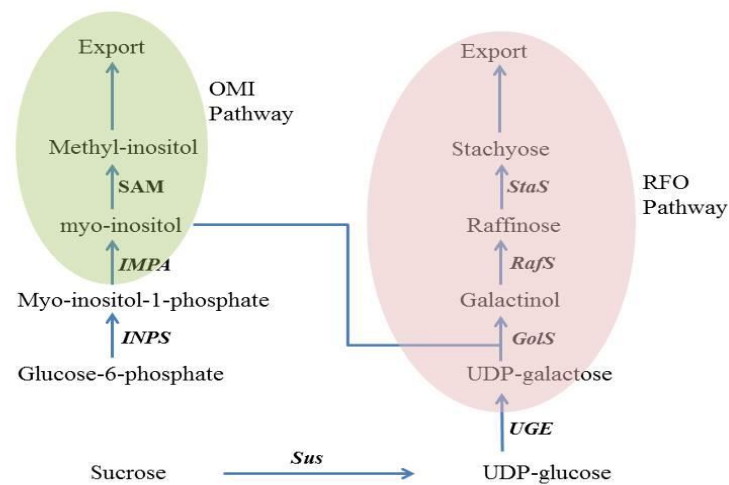 Export
OMI
Pathway
Methyl-inositol
SAM
myo-inositol
IMPA
Myo-inositol-1-phosphate
INPS
Glucose-6-phosphate
Export
Stachyose
StaS
RFO
Pathway
Raffinose
RafS
Galactinol
GolS
UDP-galactose
UGE
Sucrose
Sus
UDP-glucose